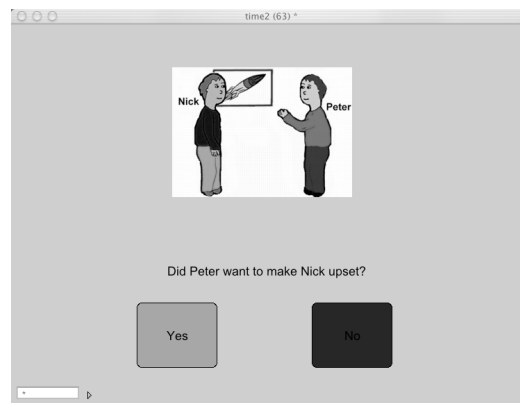 time2 (63) *
Nick
Peter
Did Peter want to make Nick upset?
Yes
No
*